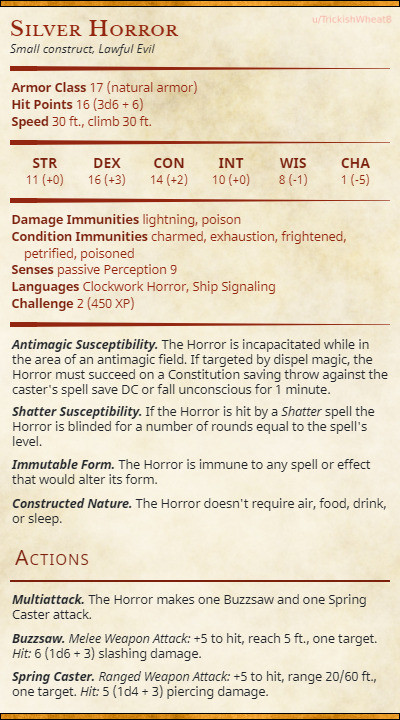 u/TrickishWheat8
Silver Horror
Small construct, Lawful Evil
Armor Class 17 (natural armor)
Hit Points 16 (3d6 + 6)
Speed 30 ft., climb 30 ft.
STR DEX CON INT WIS CHA
11 (+0) 16 (+3) 14 (+2) 10 (+0) 8 (-1) 1 (-5)
Damage Immunities lightning, poison
Condition Immunities charmed, exhaustion, frightened,
petrified, poisoned
Senses passive Perception 9
Languages Clockwork Horror, Ship Signaling
Challenge 2 (450 XP)
Antimagic Susceptibility. The Horror is incapacitated while in
the area of an antimagic field. If targeted by dispel magic, the
Horror must succeed on a Constitution saving throw against the
caster's spell save DC or fall unconscious for 1 minute.
Shatter Susceptibility. If the Horror is hit by a Shatter spell the
Horror is blinded for a number of rounds equal to the spell's
level.
Immutable Form. The Horror is immune to any spell or effect
that would alter its form.
Constructed Nature. The Horror doesn't require air, food, drink,
or sleep.
Actions
Multiattack. The Horror makes one Buzzsaw and one Spring
Caster attack.
Buzzsaw. Melee Weapon Attack: +5 to hit, reach 5 ft., one target.
Hit: 6 (1d6 + 3) slashing damage.
Spring Caster. Ranged Weapon Attack: +5 to hit, range 20/60 ft.,
one target. Hit: 5 (1d4 + 3) piercing damage.